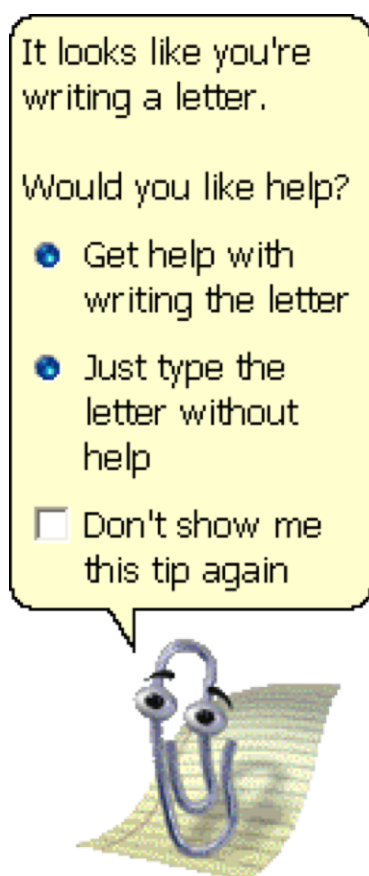 It looks like you're
writing a letter.
Would you like help?
Get help with
writing the letter
Just type the
letter without
help
Don't show me
this tip again